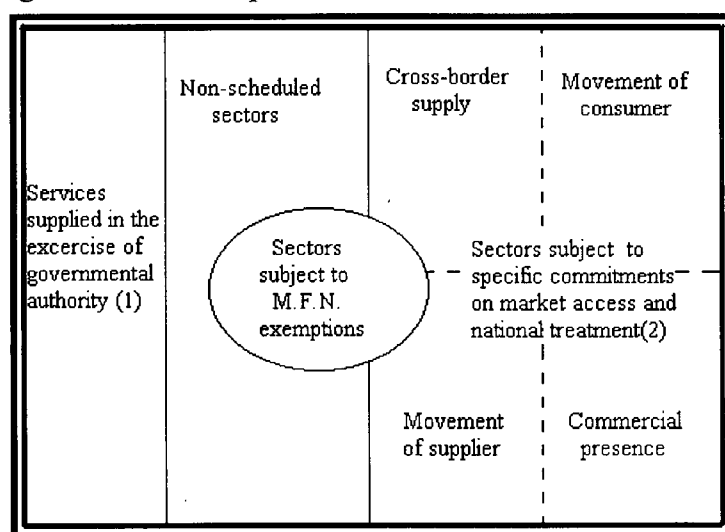 Non-scheduled
sectors
Cross-border
supply
Movement of
consumer
Services
supplied in the
excercise of
governmental
authority (1)
Sectors
subject to
M.F.N.
exemptions
Sectors subject to
specific commitments
on market access and
national treatment(2)
Movement
of supplier
Commercial
presence